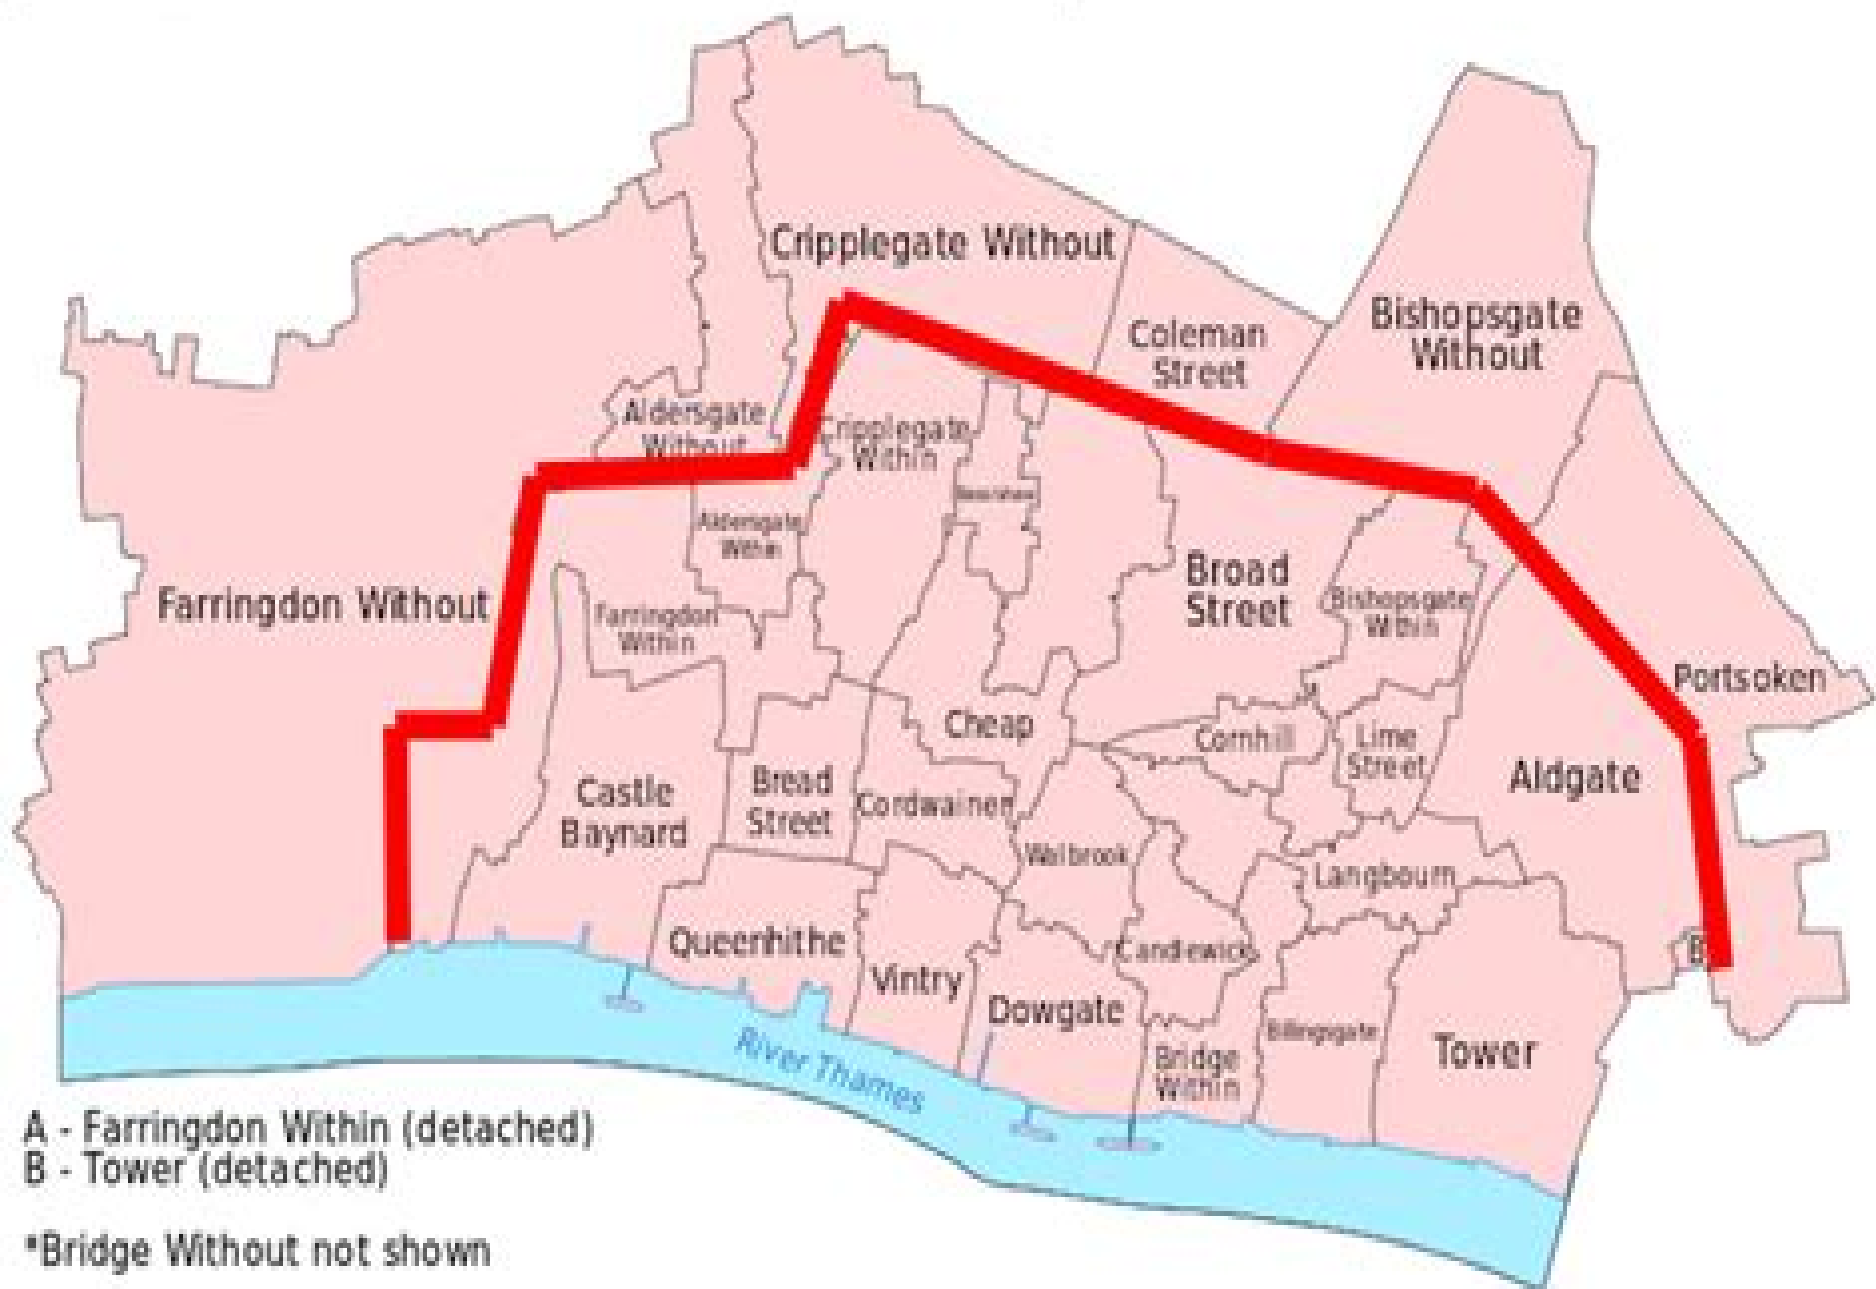 Cripplegate Without
Coleman
Street
Bishopsgate
Without
Aldersgate
Without
Cripplegate
Within
Bassishaw
Aldersgate
Within
Farringdon Without
Farringdon
Within
Broad
Street
Bishopsgate
Within
Portsoken
Cheap
Cornhill
Lime
Street
Aldgate
Castle
Baynard
Bread
Street
Cordwainer
Walbrook
Langbourn
Queenhithe
Vintry
Candlewick
B
Dowgate
Billingsgate
Bridge
Within
Tower
River Thames
A - Farringdon Within (detached)
B - Tower (detached)
*Bridge Without not shown